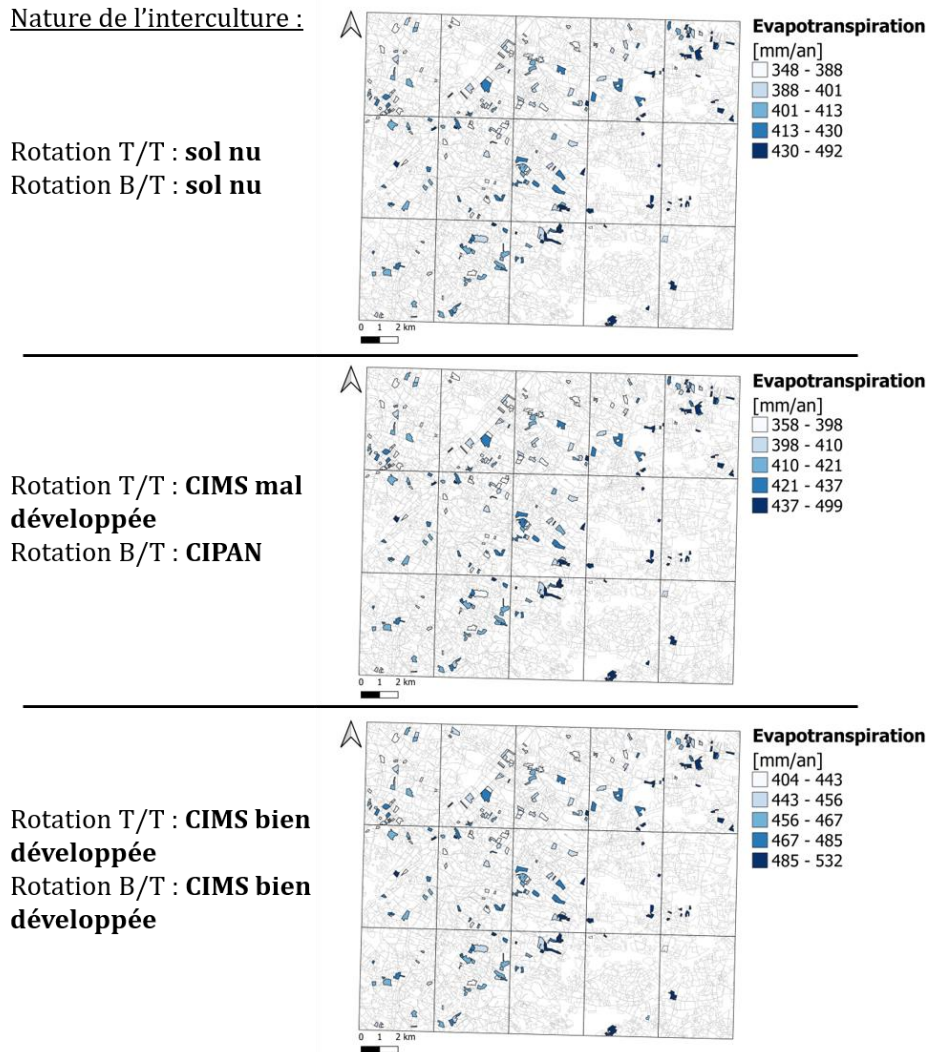 Nature de l'interculture :
Rotation T/T : sol nu
Rotation B/T : sol nu
Evapotranspiration
[mm/an]
348 - 388
388 - 401
401 - 413
413 - 430
430 - 492
0 1 2 km
Rotation T/T : CIMS mal
développée
Rotation B/T : CIPAN
Evapotranspiration
[mm/an]
358 - 398
398 - 410
410 - 421
421 - 437
437 - 499
0 1 2 km
Rotation T/T : CIMS bien
développée
Rotation B/T : CIMS bien
développée
Evapotranspiration
[mm/an]
404 - 443
443 - 456
456 - 467
467 - 485
485 - 532
0 1 2 km